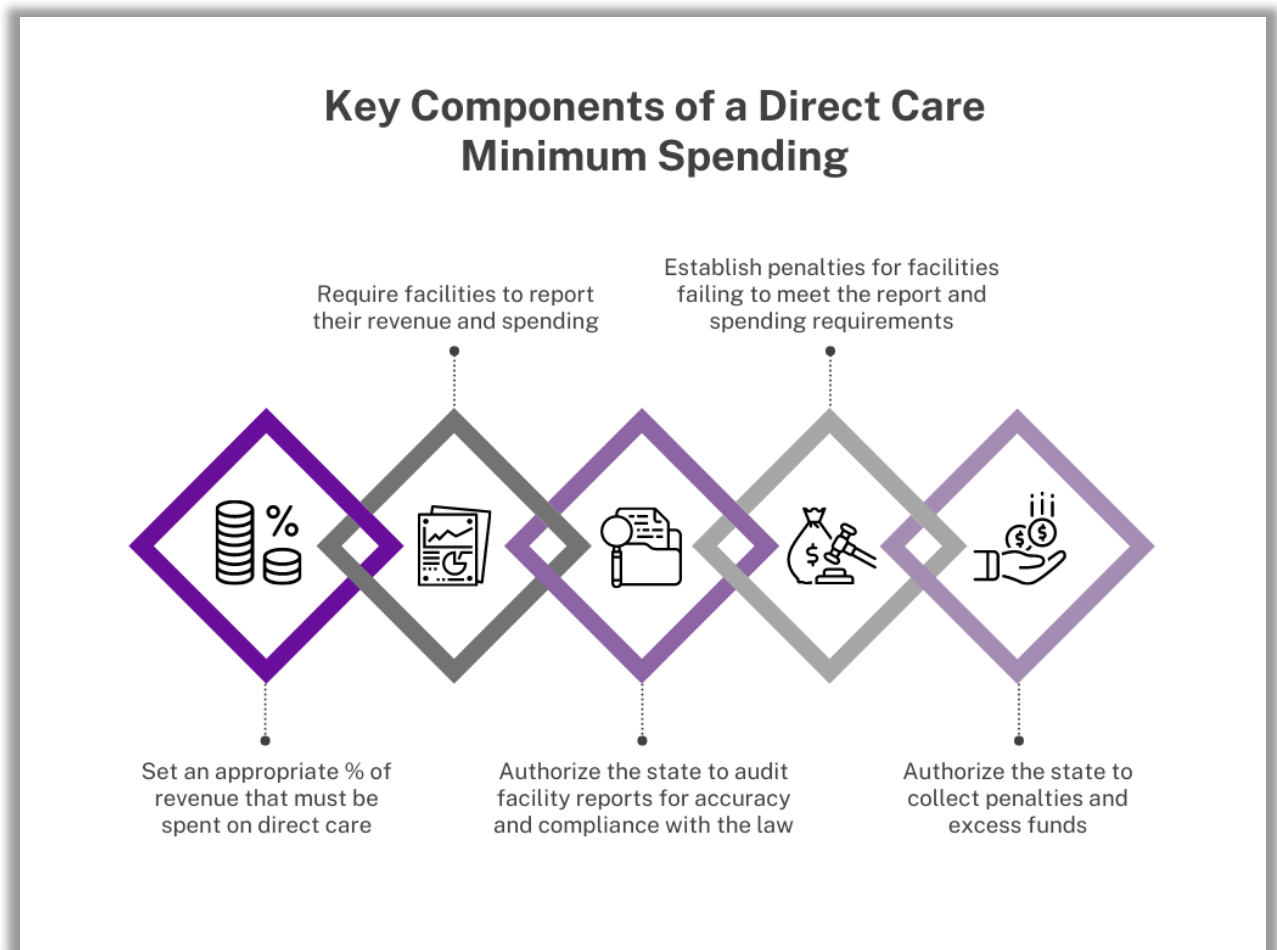 Key Components of a Direct Care
Minimum Spending
Require facilities to report
their revenue and spending
Establish penalties for facilities
failing to meet the report and
spending requirements
%
$
$
$
Set an appropriate % of
revenue that must be
spent on direct care
Authorize the state to audit
facility reports for accuracy
and compliance with the law
Authorize the state to
collect penalties and
excess funds